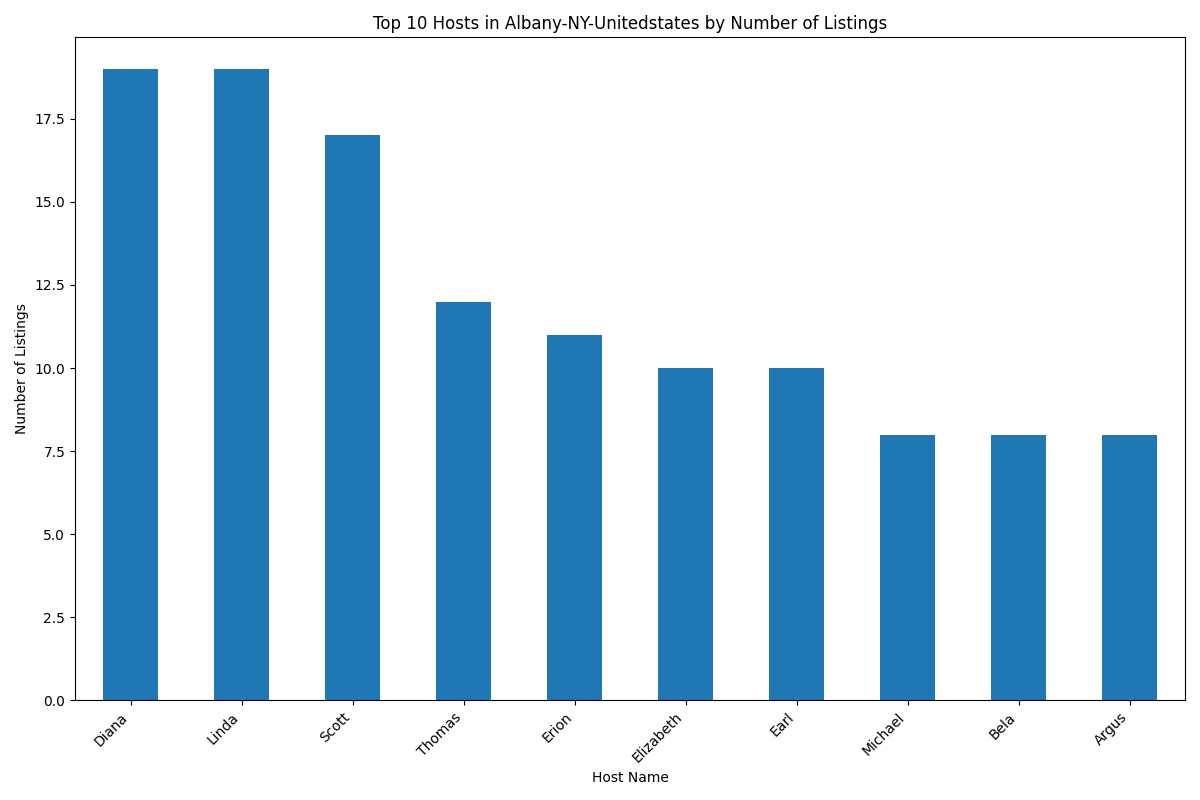 Top 10 Hosts in Albany-NY-Unitedstates by Number of Listings
Number of Listings
17.5
15.0
12.5
10.0
7.5
5.0
2.5
0.0
Diana
Linda
Scott
Thomas
Erion
Elizabeth
Earl
Michael
Bela
Argus
Host Name